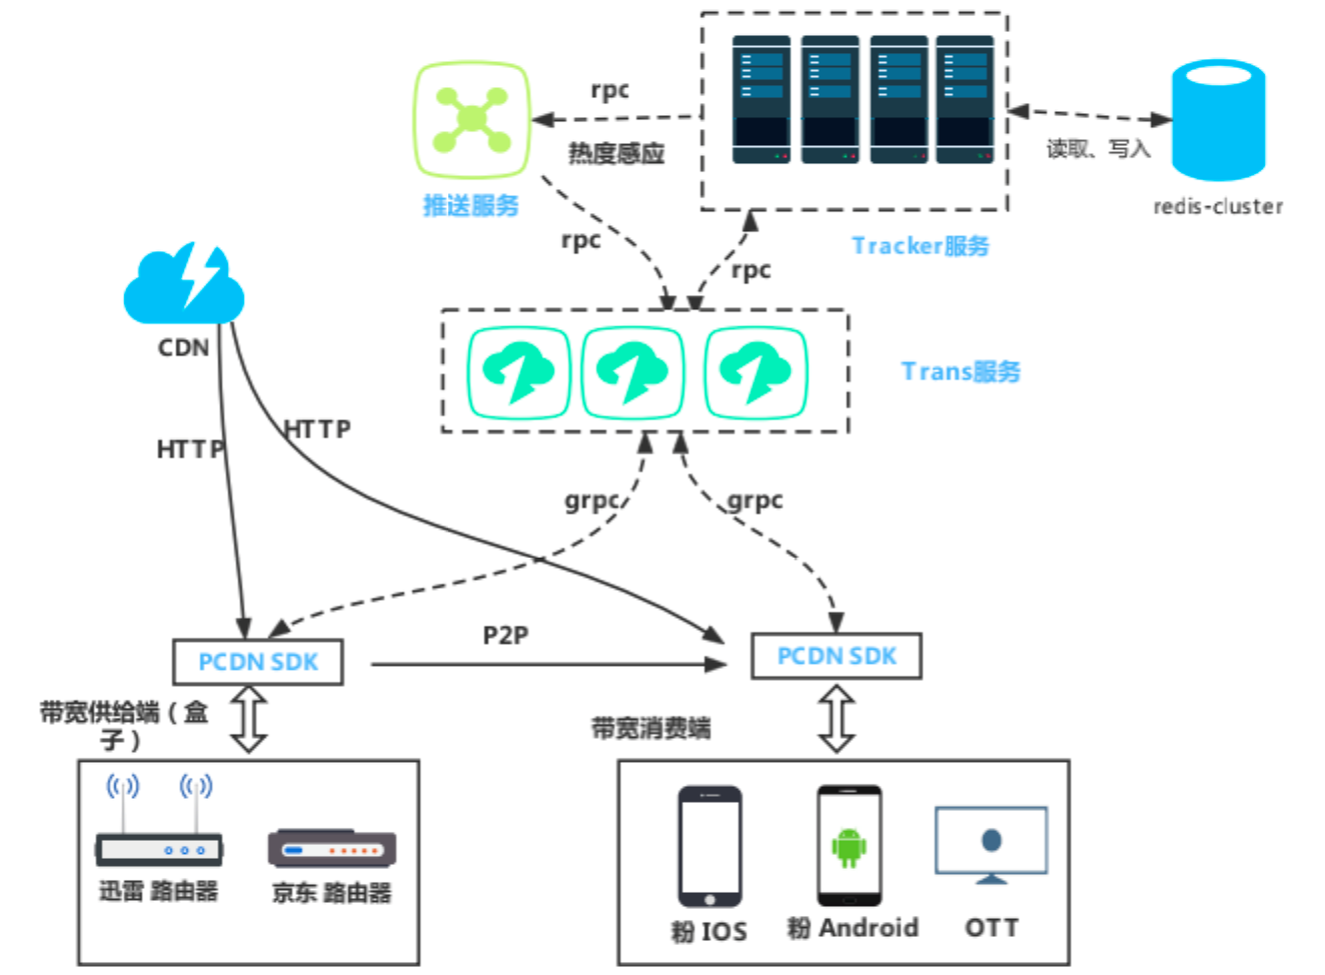 rpc
热度感应
读取、写入
推送服务
redis-cluster
rpc
Tracker服务
rpc
CDN
Trans服务
HTTP
HTTP
grpc
grpc
P2P
PCDN SDK
PCDN SDK
带宽供给端（盒
子）
带宽消费端
迅雷 路由器
京东 路由器
粉 IOS
粉 Android
OTT